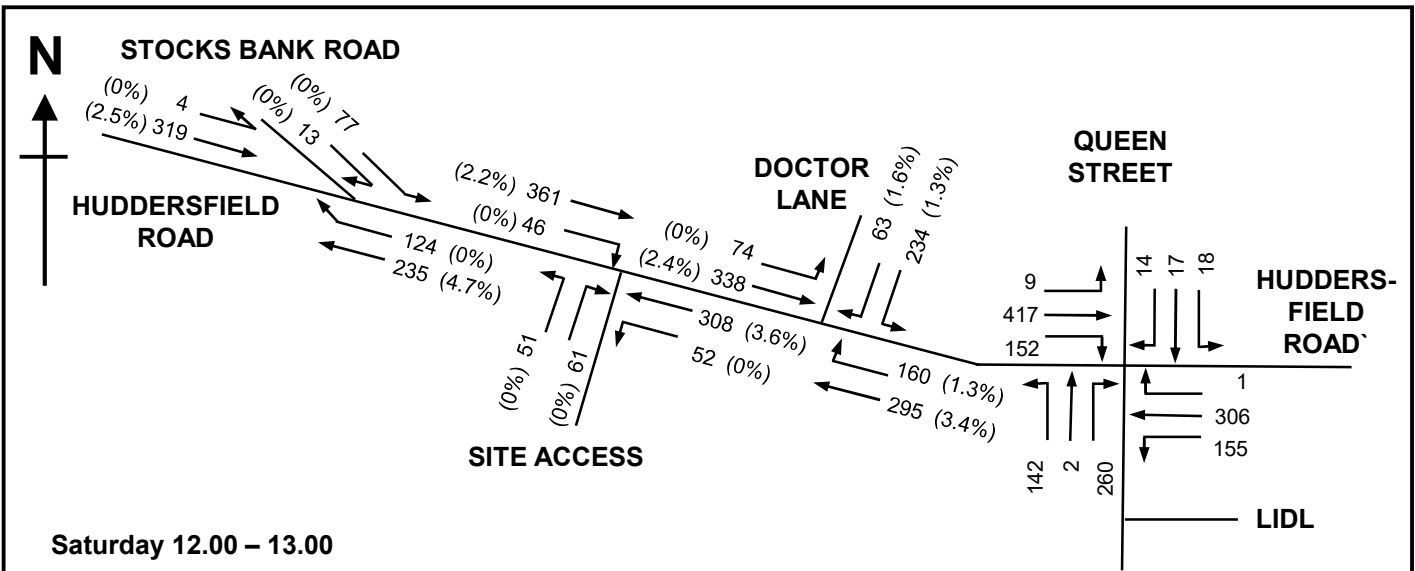 N
STOCKS BANK ROAD
(0%) 4
(2.5%) 319
(0%) 13
(0%) 77
HUDDERSFIELD
ROAD
124 (0%)
235 (4.7%)
(2.2%) 361
(0%) 46
(0%) 51
(0%) 61
SITE ACCESS
308 (3.6%)
52 (0%)
(0%) 74
(2.4%) 338
DOCTOR
LANE
63 (1.6%)
234 (1.3%)
160 (1.3%)
295 (3.4%)
QUEEN
STREET
9
417
152
14
17
18
HUDDERS-
FIELD
ROAD`
1
306
155
142
2
260
LIDL
Saturday 12.00 – 13.00